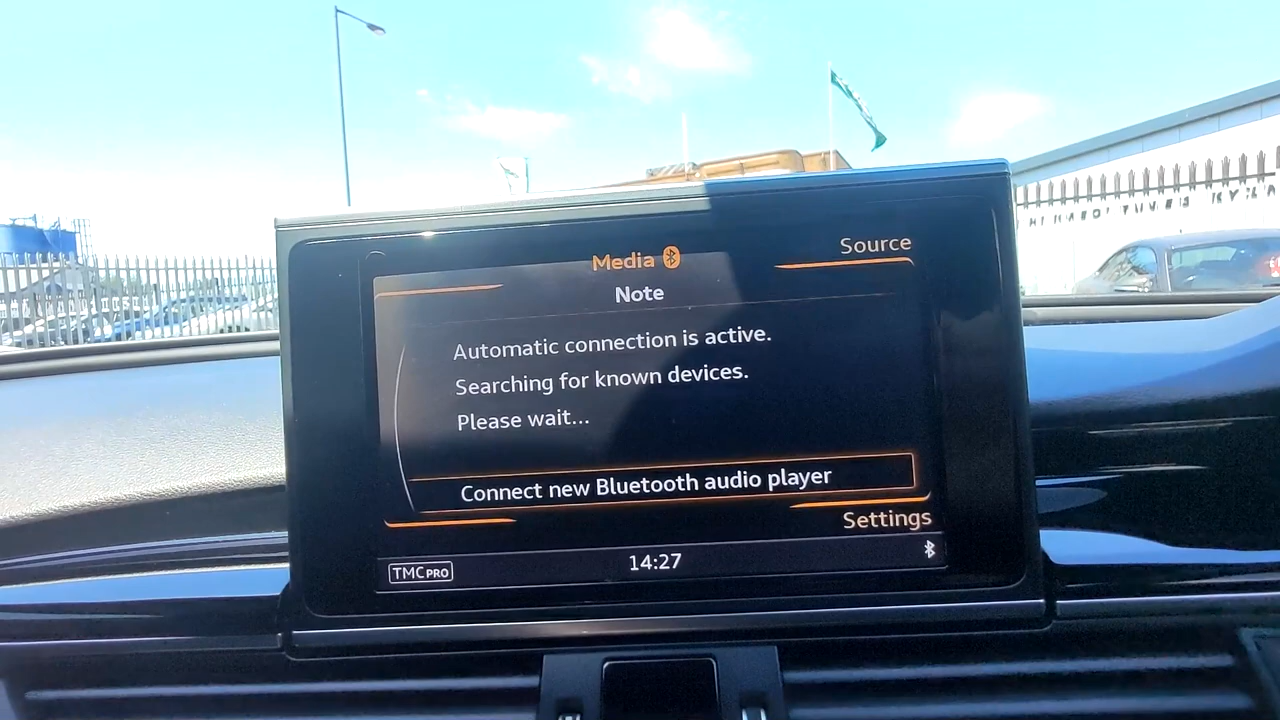 Media
Source
Note
Automatic connection is active.
Searching for known devices.
Please wait...
Connect new Bluetooth audio player
Settings
TMC PRO
14:27